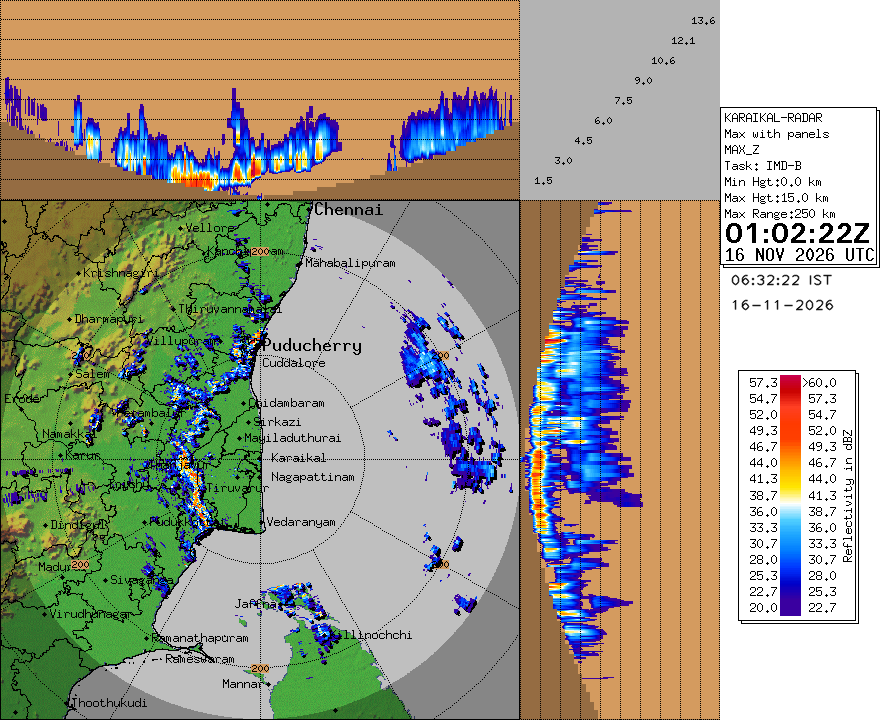 13.6
12.1
10.6
9.0
7.5
6.0
4.5
3.0
1.5
KARAIKAL-RADAR
Max with panels
MAX_Z
Task: IMD-B
Min Hgt:0.0 km
Max Hgt:15.0 km
Max Range:250 km
01:02:22Z
16 NOV 2026 UTC
06:32:22 IST
16-11-2026
57.3 >60.0
54.7 57.3
52.0 54.7
49.3 52.0
46.7 49.3
44.0 46.7
41.3 44.0
38.7 41.3
36.0 38.7
33.3 36.0
30.7 33.3
28.0 30.7
25.3 28.0
22.7 25.3
20.0 22.7
Reflectivity in dBZ
Chennai
Vellore
200
Mahabalipuram
Krishnagiri
Thiruvannamalai
Dharmapuri
Villupuram
Puducherry
Cuddalore
Salem
Erode
Chidambaram
Sirkazi
Namakkal
Mayiladuthurai
Karur
Karaikal
Nagapattinam
Tiruvarur
Vedaranyam
200
Sivaganga
Jaffna
Virudhunagar
Ramanathapuram
Killinochchi
Rameswaram
200
Mannar
Thoothukudi